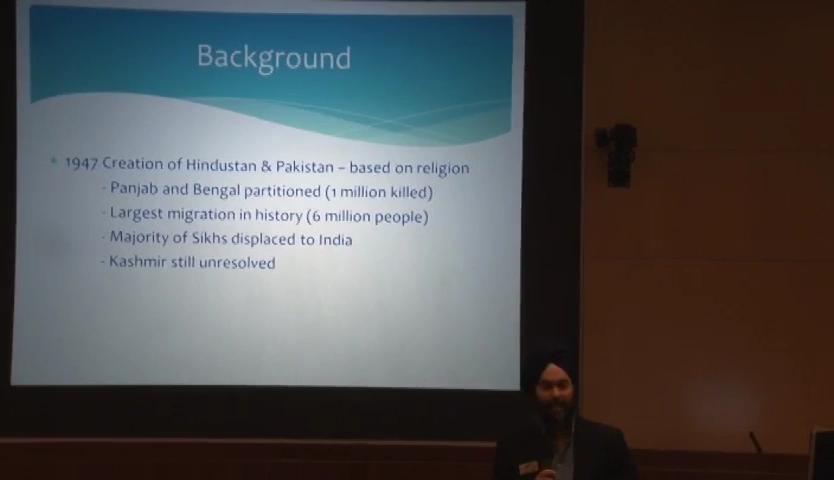 Background
* 1947 Creation of Hindustan & Pakistan – based on religion
- Panjab and Bengal partitioned (1 million killed)
- Largest migration in history (6 million people)
- Majority of Sikhs displaced to India
- Kashmir still unresolved